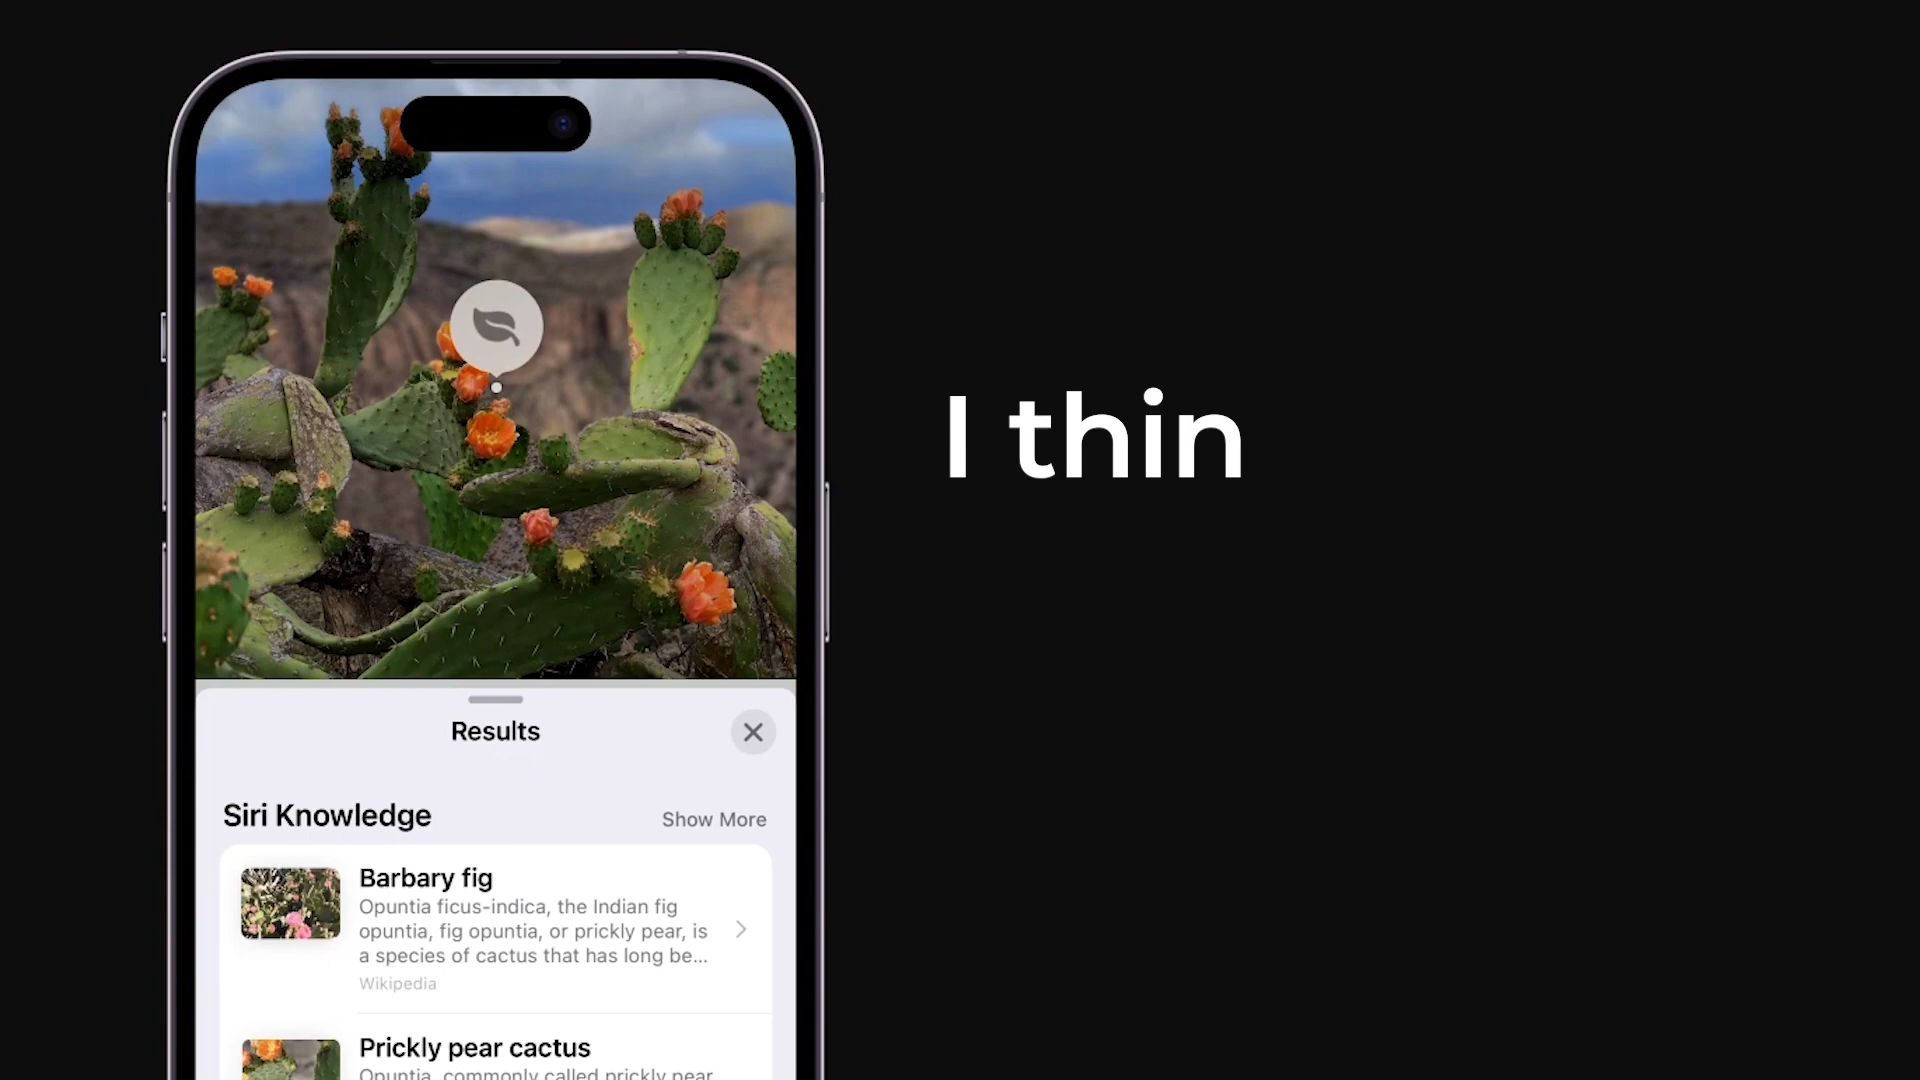 I thin
Results
Siri Knowledge
Show More
Barbary fig
Opuntia ficus-indica, the Indian fig
opuntia, fig opuntia, or prickly pear, is
a species of cactus that has long be...
Wikipedia
Prickly pear cactus
Opuntia, commonly called prickly pear